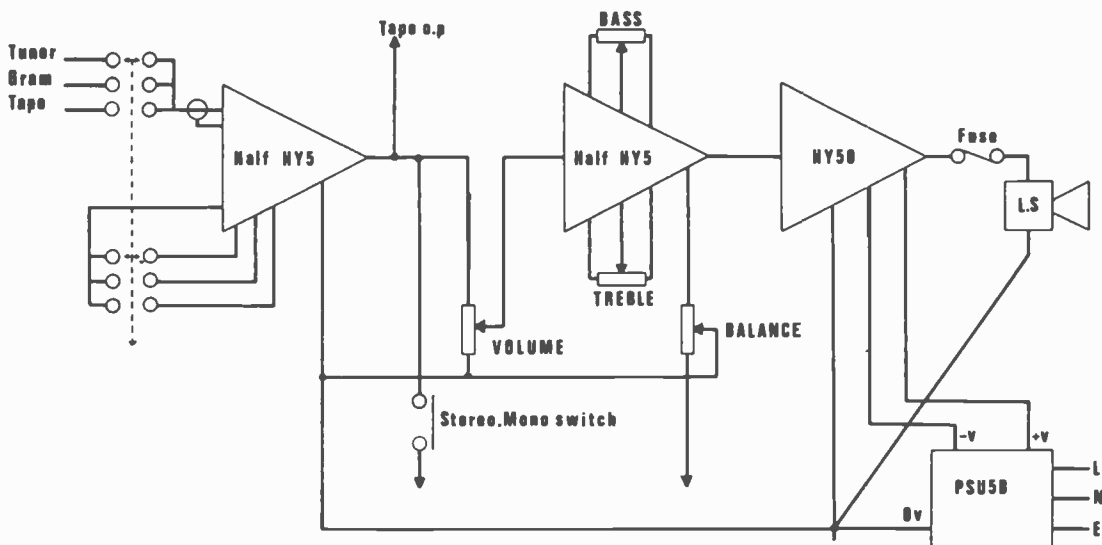 Tape o.p
BASS
Tuner
Gram
Tape
Half HY5
Half HY5
HY50
Fuse
L.S
TREBLE
VOLUME
BALANCE
Stereo.Mono switch
-v
+v
PSU50
0v
L
N
E